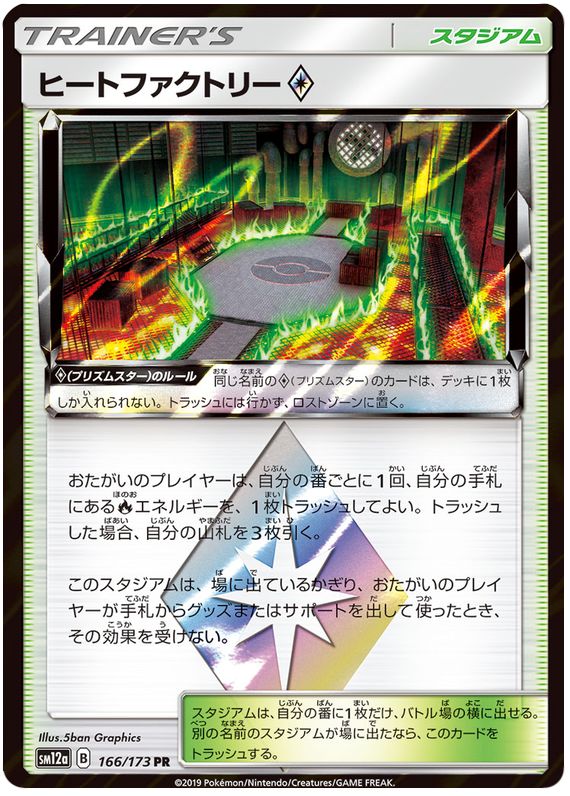 TRAINER'S スタジアム
ヒートファクトリー◇
◇(プリズムスター)のルール 同じ名前の◇(プリズムスター)のカードは、デッキに1枚
しか入れられない。トラッシュには行かず、ロストゾーンに置く。
おたがいのプレイヤーは、自分の番ごとに1回、自分の手札
にある🔥エネルギーを、1枚トラッシュしてよい。トラッシュ
した場合、自分の山札を3枚引く。
このスタジアムは、場に出ているかぎり、おたがいのプレイ
ヤーが手札からグッズまたはサポートを出して使ったとき、
その効果を受けない。
スタジアムは、自分の番に1枚だけ、バトル場の横に出せる。
別の名前のスタジアムが場に出たなら、このカードを
トラッシュする。
Illus.5ban Graphics
SM12a B 166/173 PR
©2019 Pokémon/Nintendo/Creatures/GAME FREAK.